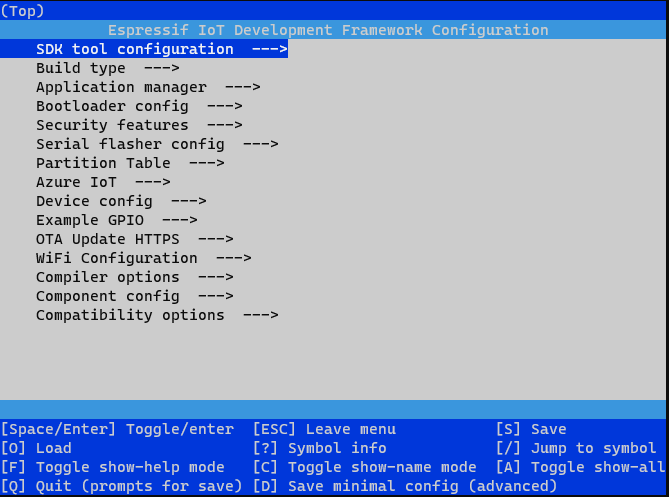 (Top)
Espressif IoT Development Framework Configuration
SDK tool configuration  --->
Build type  --->
Application manager  --->
Bootloader config  --->
Security features  --->
Serial flasher config  --->
Partition Table  --->
Azure IoT  --->
Device config  --->
Example GPIO  --->
OTA Update HTTPS  --->
WiFi Configuration  --->
Compiler options  --->
Component config  --->
Compatibility options  --->
[Space/Enter] Toggle/enter  [ESC] Leave menu           [S] Save
[O] Load                    [?] Symbol info            [/] Jump to symbol
[F] Toggle show-help mode   [C] Toggle show-name mode  [A] Toggle show-all
[Q] Quit (prompts for save) [D] Save minimal config (advanced)